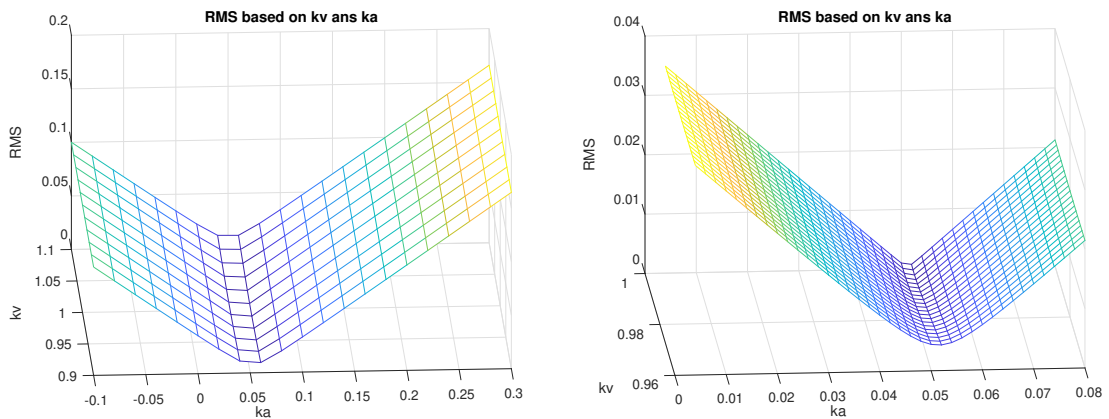 RMS based on kv ans ka
0.2
0.15
0.1
0.05
0
RMS
1.1
1.05
1
0.95
0.9
kv
-0.1 -0.05 0 0.05 0.1 0.15 0.2 0.25 0.3
ka
RMS based on kv ans ka
0.04
0.03
0.02
0.01
0
RMS
1
0.98
0.96
kv
0 0.01 0.02 0.03 0.04 0.05 0.06 0.07 0.08
ka